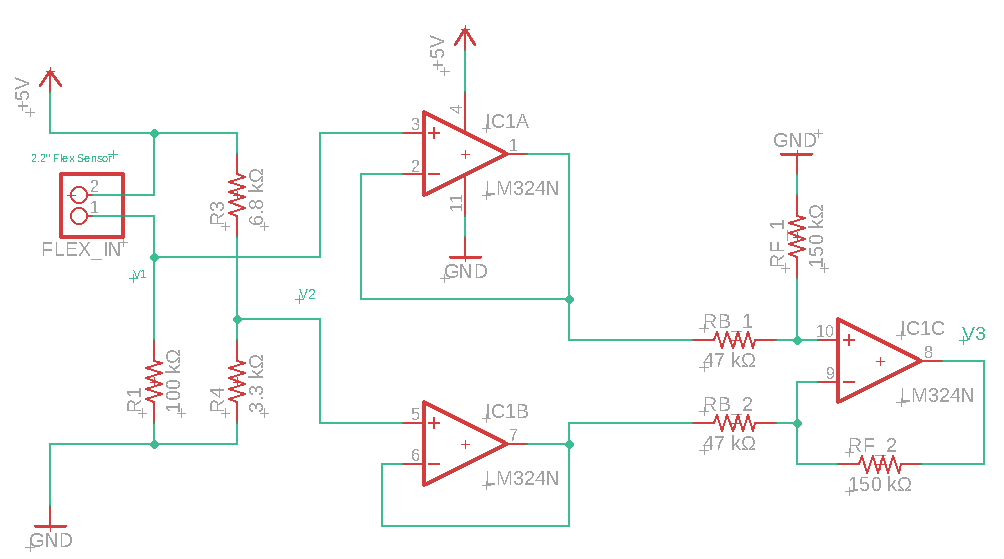 +5V
+5V
2.2" Flex Sensor
2
1
FLEX_IN
V1
R3
6.8 kΩ
V2
R1
100 kΩ
R4
3.3 kΩ
GND
3
2
4
11
1
IC1A
LM324N
GND
5
6
7
IC1B
LM324N
GND
RF_1
150 kΩ
RB_1
47 kΩ
RB_2
47 kΩ
10
9
8
IC1C
LM324N
V3
RF_2
150 kΩ